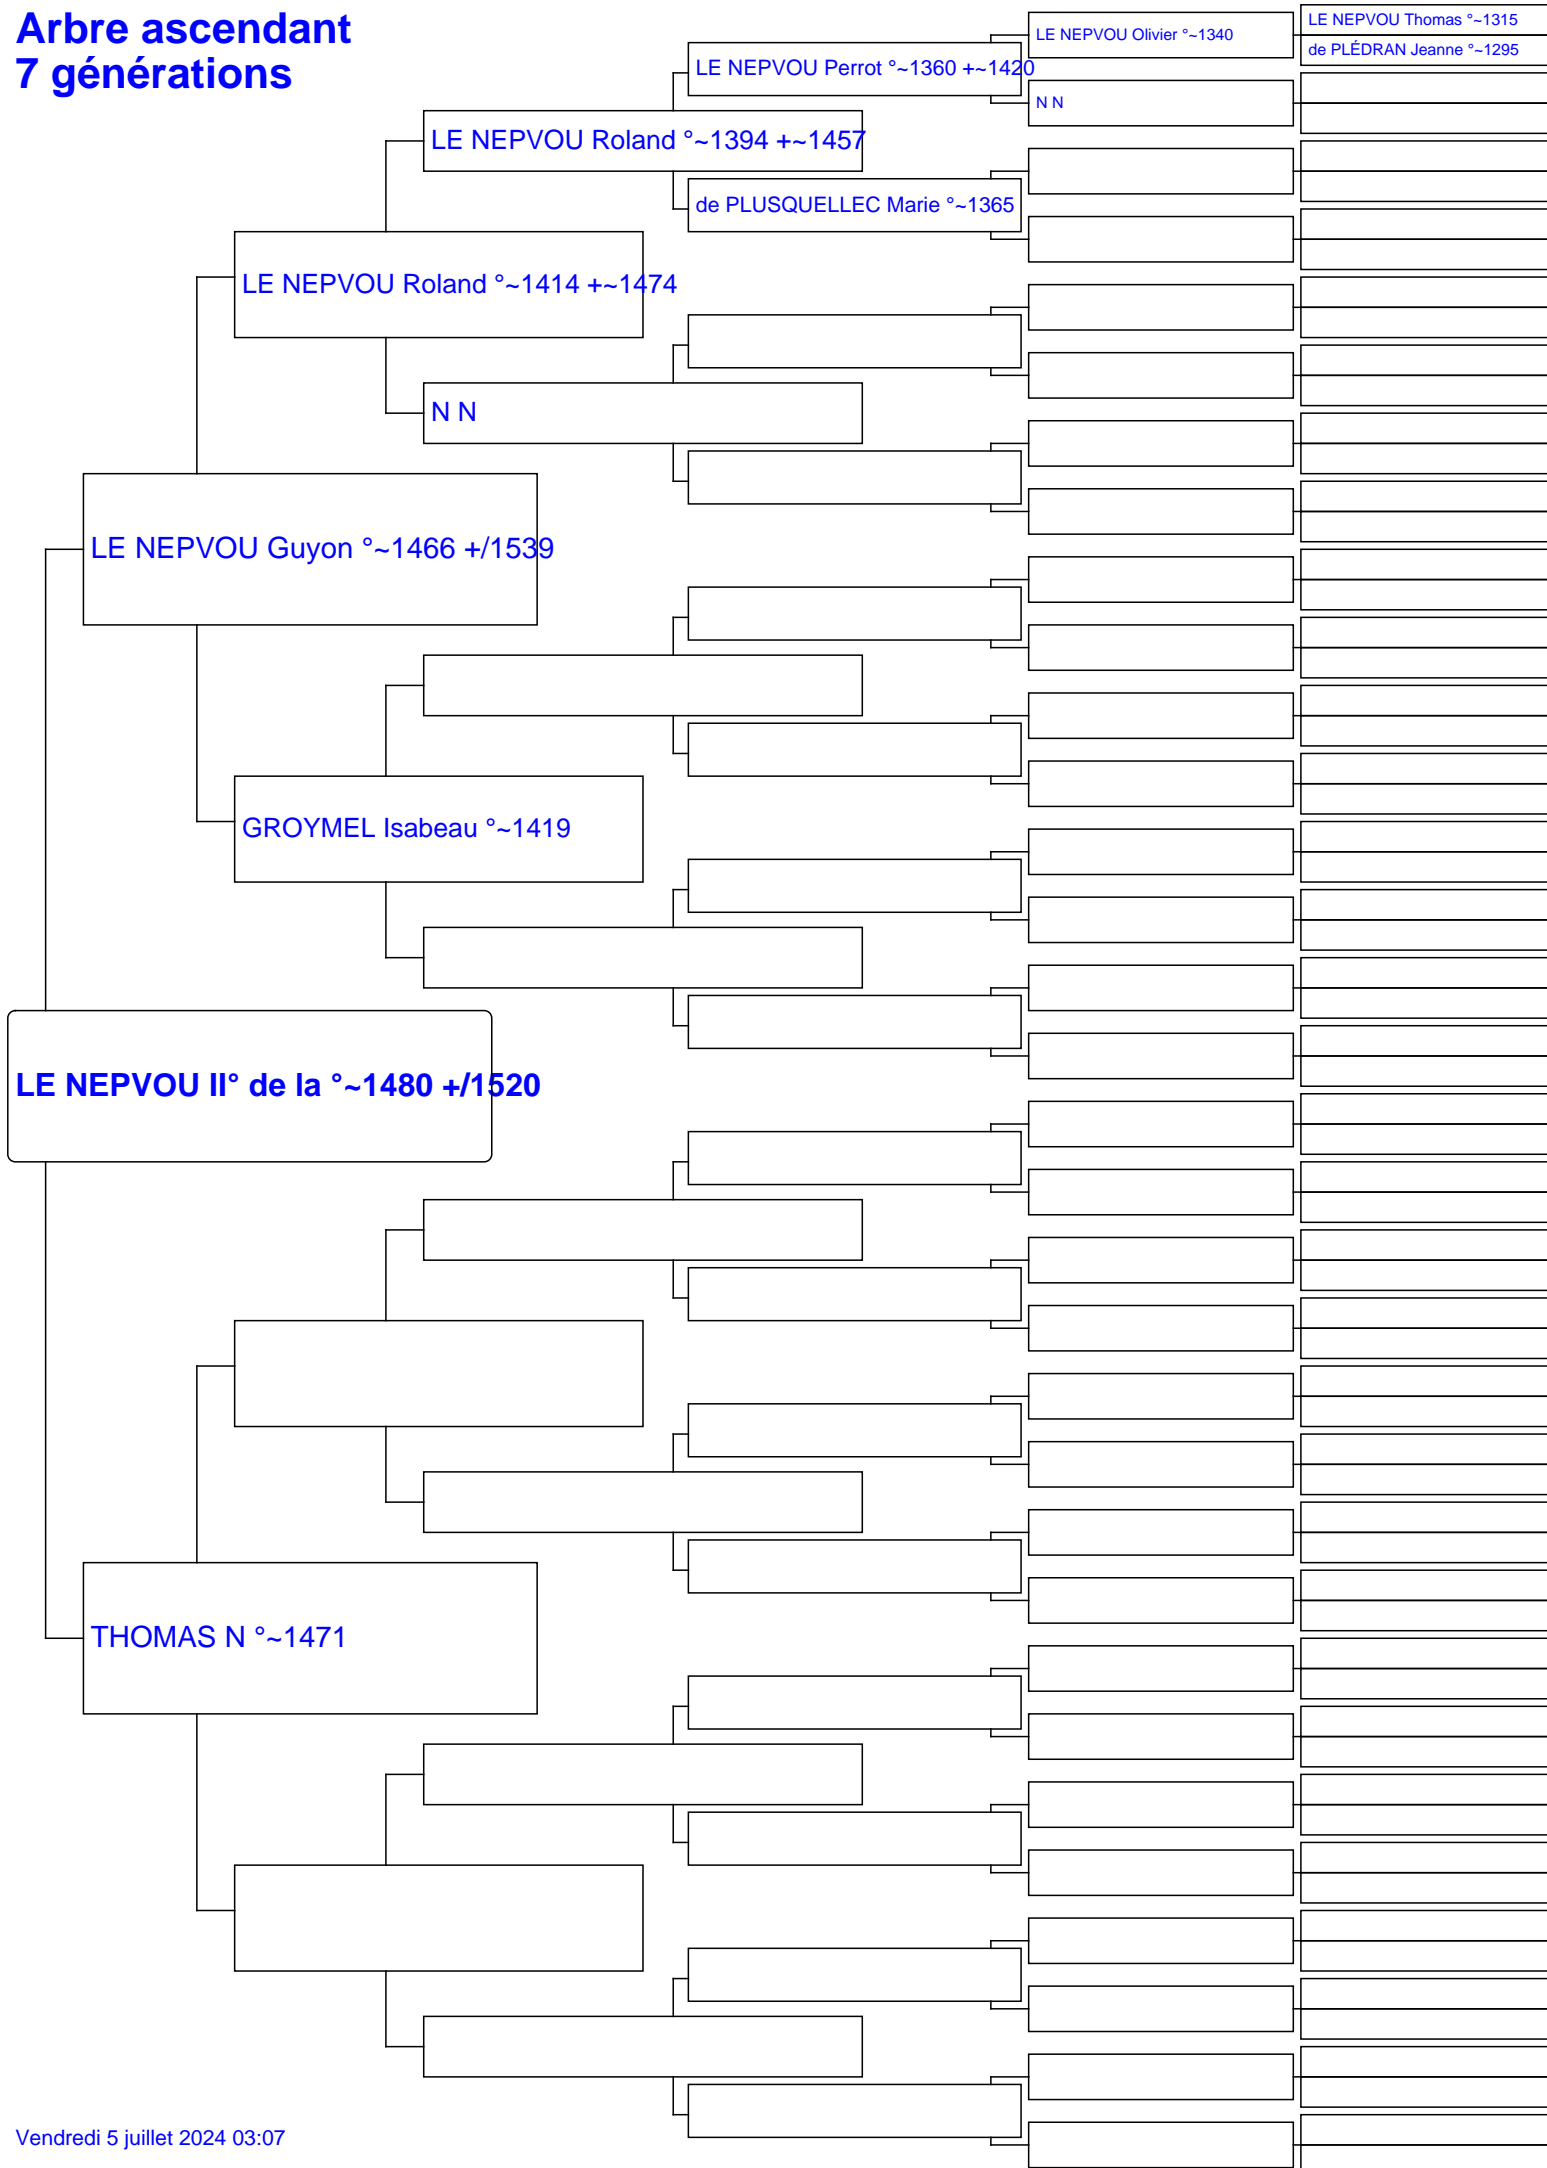 Arbre ascendant
7 générations
LE NEPVOU Thomas °~1315
de PLÉDRAN Jeanne °~1295
LE NEPVOU Olivier °~1340
LE NEPVOU Perrot °~1360 +~1420
N N
LE NEPVOU Roland °~1394 +~1457
de PLUSQUELLEC Marie °~1365
LE NEPVOU Roland °~1414 +~1474
N N
LE NEPVOU Guyon °~1466 +/1539
GROYMEL Isabeau °~1419
LE NEPVOU II° de la °~1480 +/1520
THOMAS N °~1471
Vendredi 5 juillet 2024 03:07